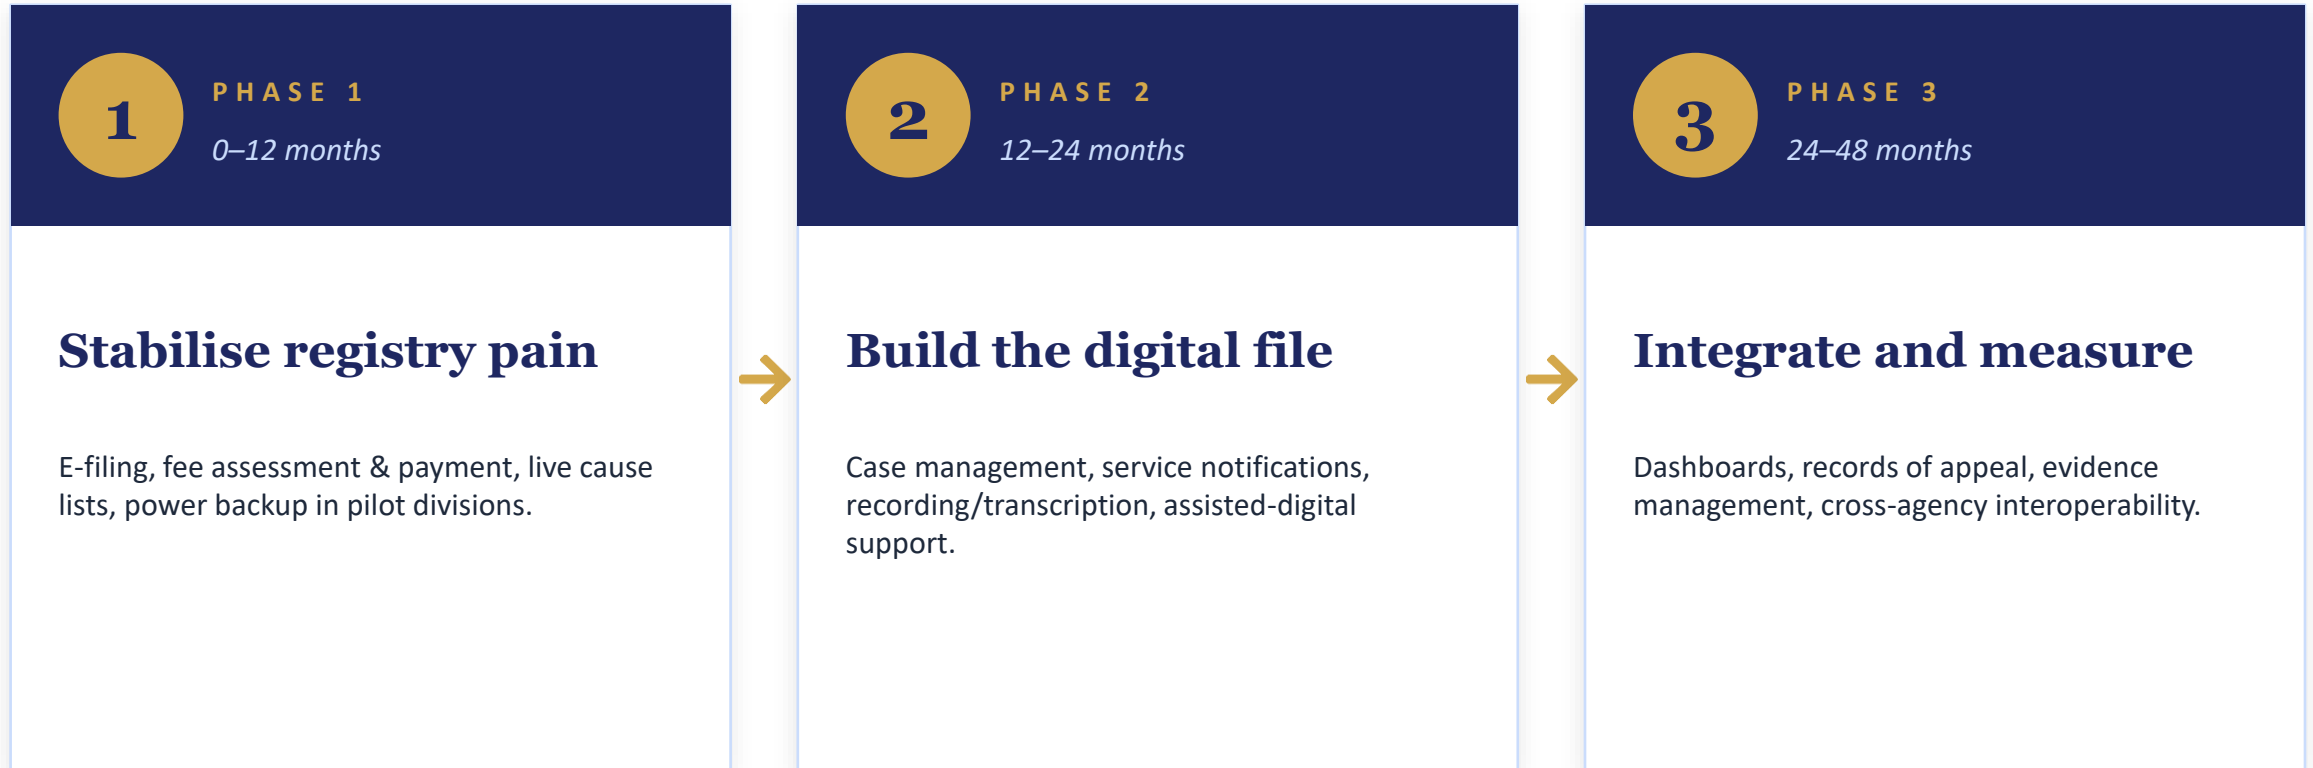 1
PHASE 1
0–12 months
Stabilise registry pain
E-filing, fee assessment & payment, live cause
lists, power backup in pilot divisions.
2
PHASE 2
12–24 months
Build the digital file
Case management, service notifications,
recording/transcription, assisted-digital
support.
3
PHASE 3
24–48 months
Integrate and measure
Dashboards, records of appeal, evidence
management, cross-agency interoperability.